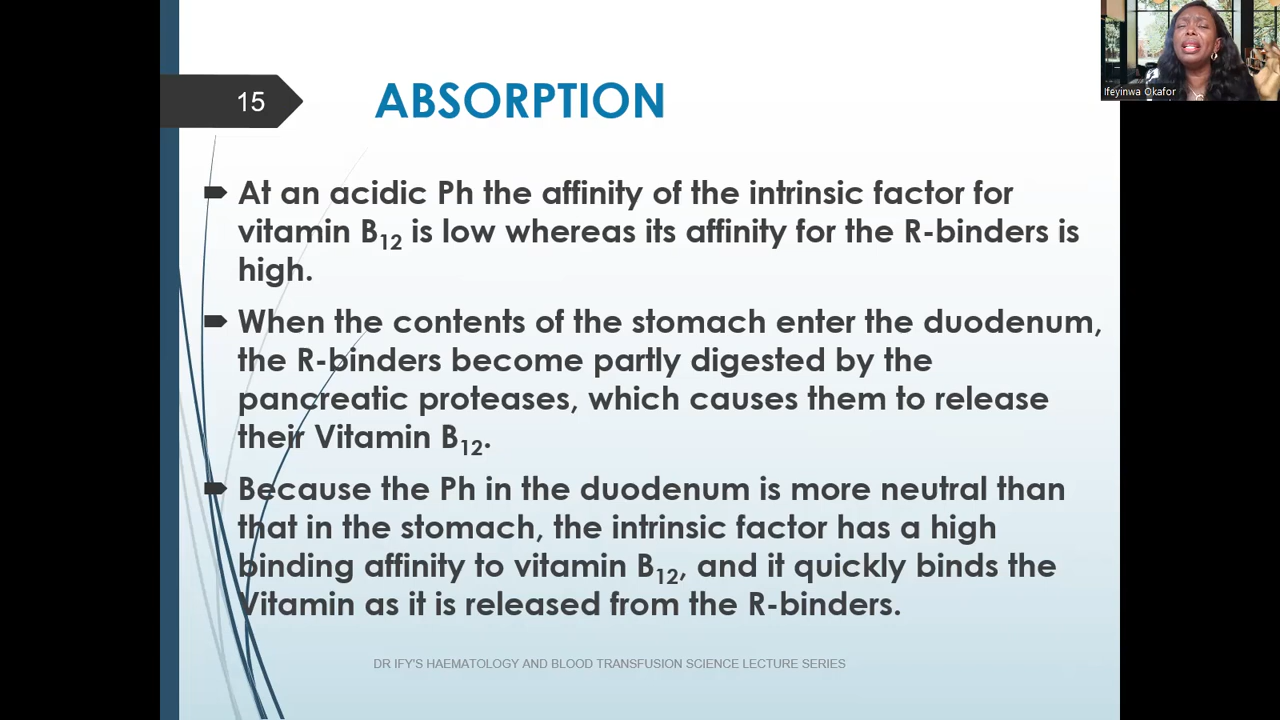 15
ABSORPTION
At an acidic Ph the affinity of the intrinsic factor for
vitamin B12 is low whereas its affinity for the R-binders is
high.
When the contents of the stomach enter the duodenum,
the R-binders become partly digested by the
pancreatic proteases, which causes them to release
their Vitamin B12.
Because the Ph in the duodenum is more neutral than
that in the stomach, the intrinsic factor has a high
binding affinity to vitamin B12, and it quickly binds the
Vitamin as it is released from the R-binders.
DR IFY'S HAEMATOLOGY AND BLOOD TRANSFUSION SCIENCE LECTURE SERIES
Ifeyinwa Okafor